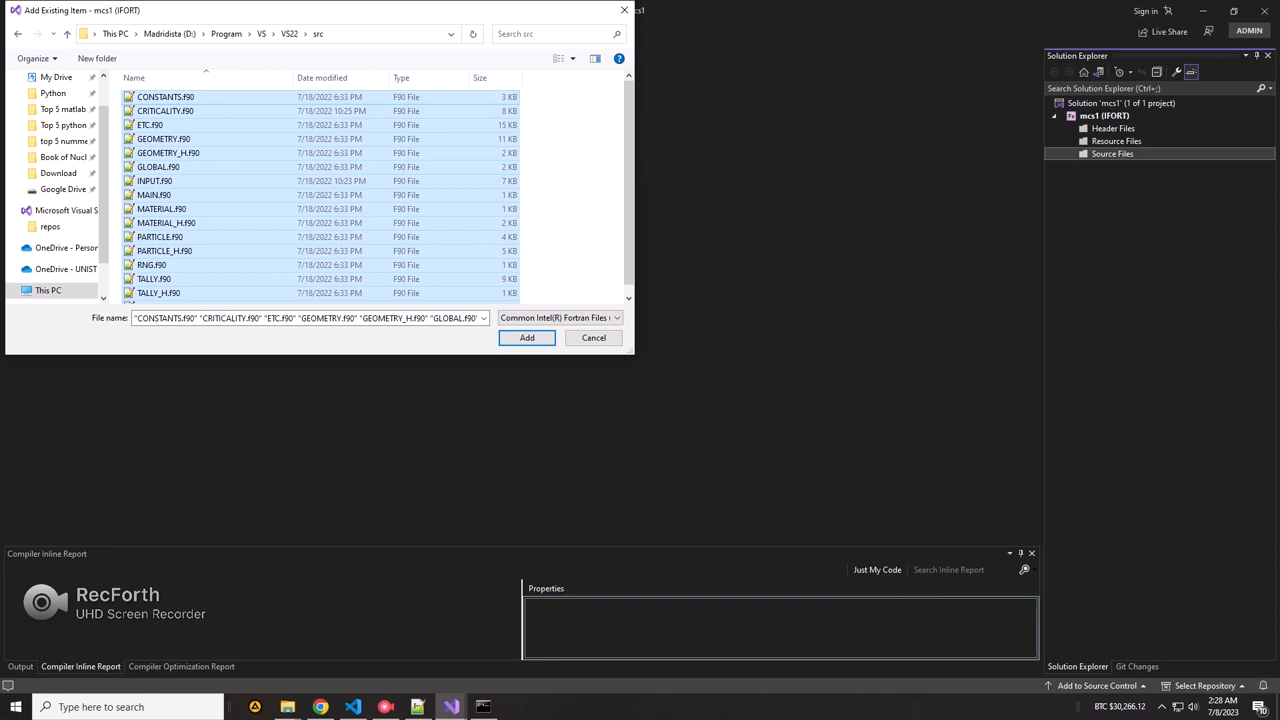 Add Existing Item - mcs1 (IFORT)
cs1
Sign in
This PC
Madridista (D:)
Program
VS
VS22
src
Search src
Live Share
ADMIN
Organize
New folder
Solution Explorer
Search Solution Explorer (Ctrl+;)
Solution 'mcs1' (1 of 1 project)
mcs1 (IFORT)
Header Files
Resource Files
Source Files
My Drive
Python
Top 5 matlab
Top 5 python
top 5 numme
Book of Nucl
Download
Google Drive
Microsoft Visual S
repos
OneDrive - Person
OneDrive - UNIST
This PC
Name Date modified Type Size
CONSTANTS.f90 7/18/2022 6:33 PM F90 File 3 KB
CRITICALITY.f90 7/18/2022 10:25 PM F90 File 8 KB
ETC.f90 7/18/2022 6:33 PM F90 File 15 KB
GEOMETRY.f90 7/18/2022 6:33 PM F90 File 11 KB
GEOMETRY_H.f90 7/18/2022 6:33 PM F90 File 2 KB
GLOBAL.f90 7/18/2022 6:33 PM F90 File 2 KB
INPUT.f90 7/18/2022 10:23 PM F90 File 7 KB
MAIN.f90 7/18/2022 6:33 PM F90 File 1 KB
MATERIAL.f90 7/18/2022 6:33 PM F90 File 1 KB
MATERIAL_H.f90 7/18/2022 6:33 PM F90 File 2 KB
PARTICLE.f90 7/18/2022 6:33 PM F90 File 4 KB
PARTICLE_H.f90 7/18/2022 6:33 PM F90 File 5 KB
RNG.f90 7/18/2022 6:33 PM F90 File 1 KB
TALLY.f90 7/18/2022 6:33 PM F90 File 9 KB
TALLY_H.f90 7/18/2022 6:33 PM F90 File 1 KB
File name: "CONSTANTS.f90" "CRITICALITY.f90" "ETC.f90" "GEOMETRY.f90" "GEOMETRY_H.f90" "GLOBAL.f90"
Common Intel(R) Fortran Files (
Add
Cancel
Compiler Inline Report
Just My Code
Search Inline Report
Properties
RecForth
UHD Screen Recorder
Output
Compiler Inline Report
Compiler Optimization Report
Solution Explorer
Git Changes
Add to Source Control
Select Repository
Type here to search
BTC $30,266.12
2:28 AM
7/8/2023
10